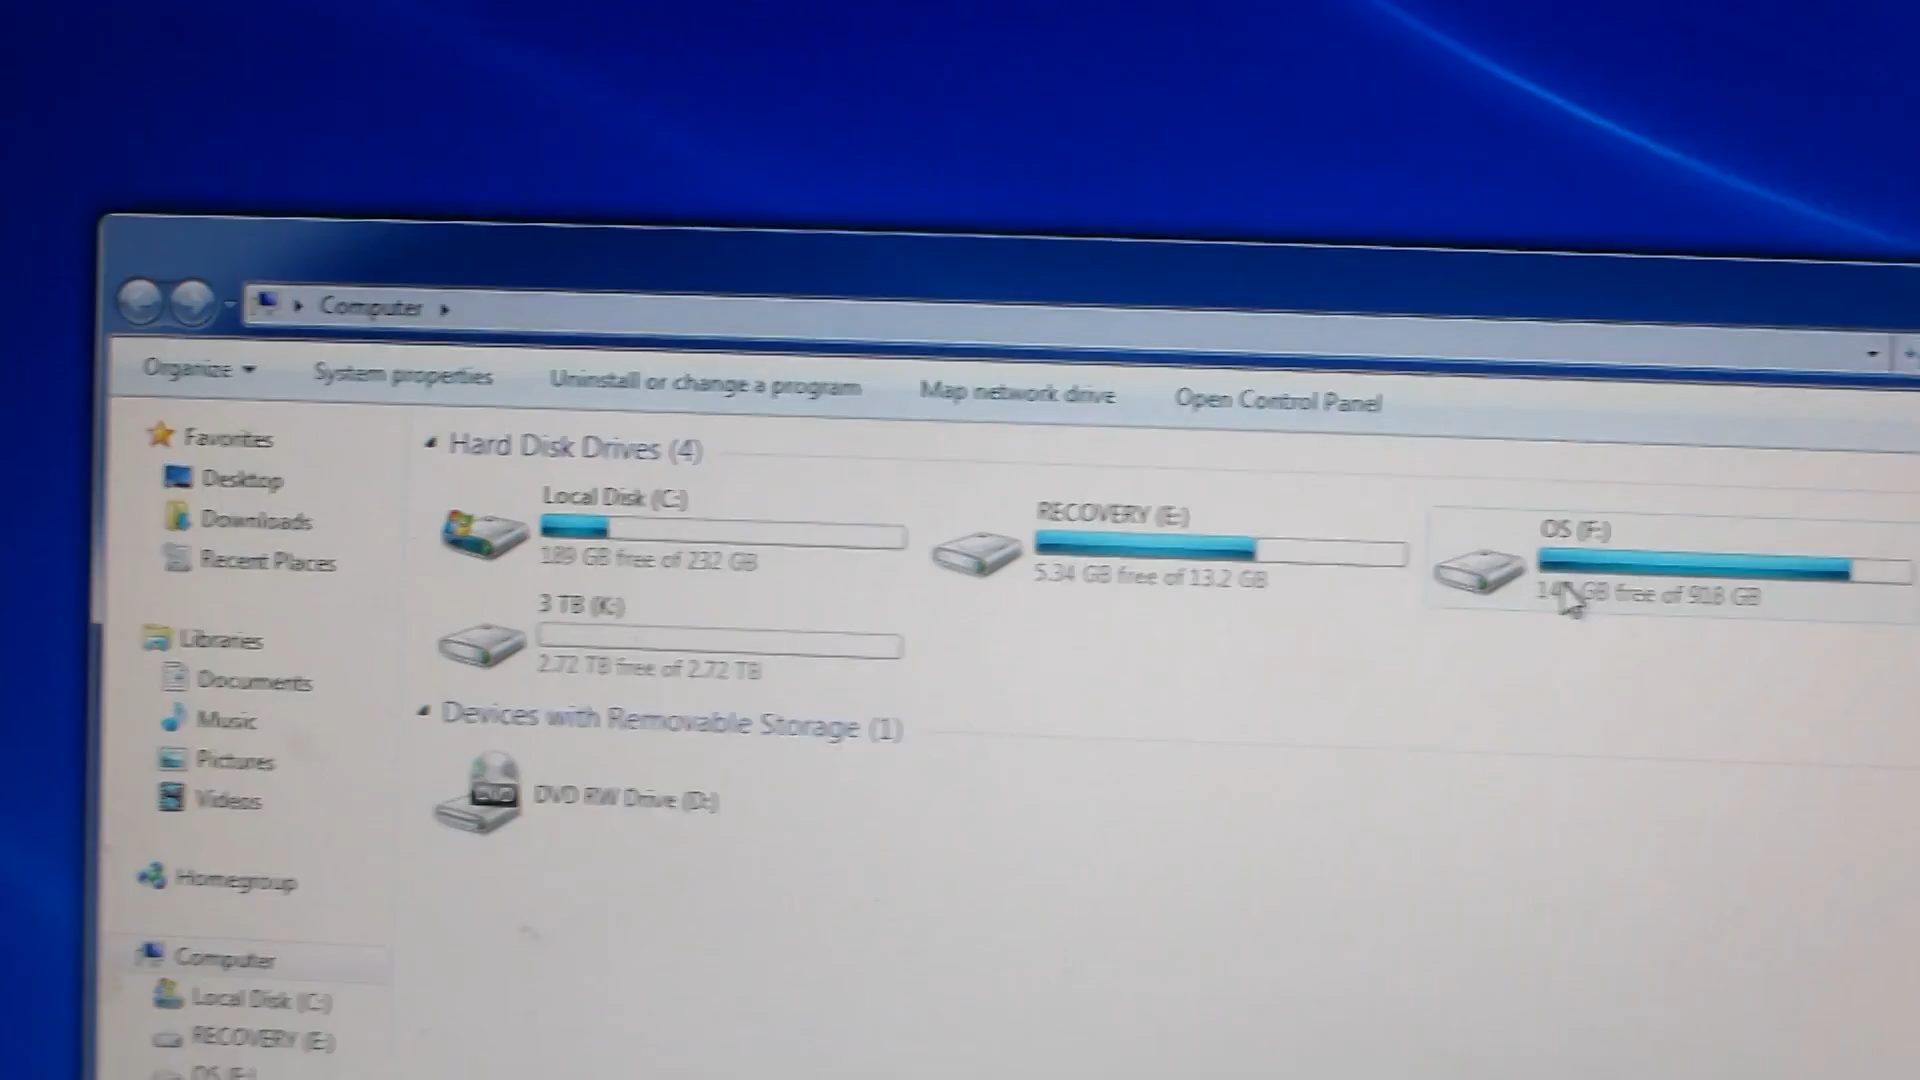 Computer
Organize
System properties
Uninstall or change a program
Map network drive
Open Control Panel
Favorites
Desktop
Downloads
Recent Places
Libraries
Documents
Music
Pictures
Videos
Homegroup
Computer
Local Disk (C:)
RECOVERY (E:)
OS (F:)
Hard Disk Drives (4)
Local Disk (C:)
189 GB free of 232 GB
RECOVERY (E:)
5.34 GB free of 13.2 GB
OS (F:)
GB free of 918 GB
3 TB (K:)
2.72 TB free of 2.72 TB
Devices with Removable Storage (1)
DVD RW Drive (D:)